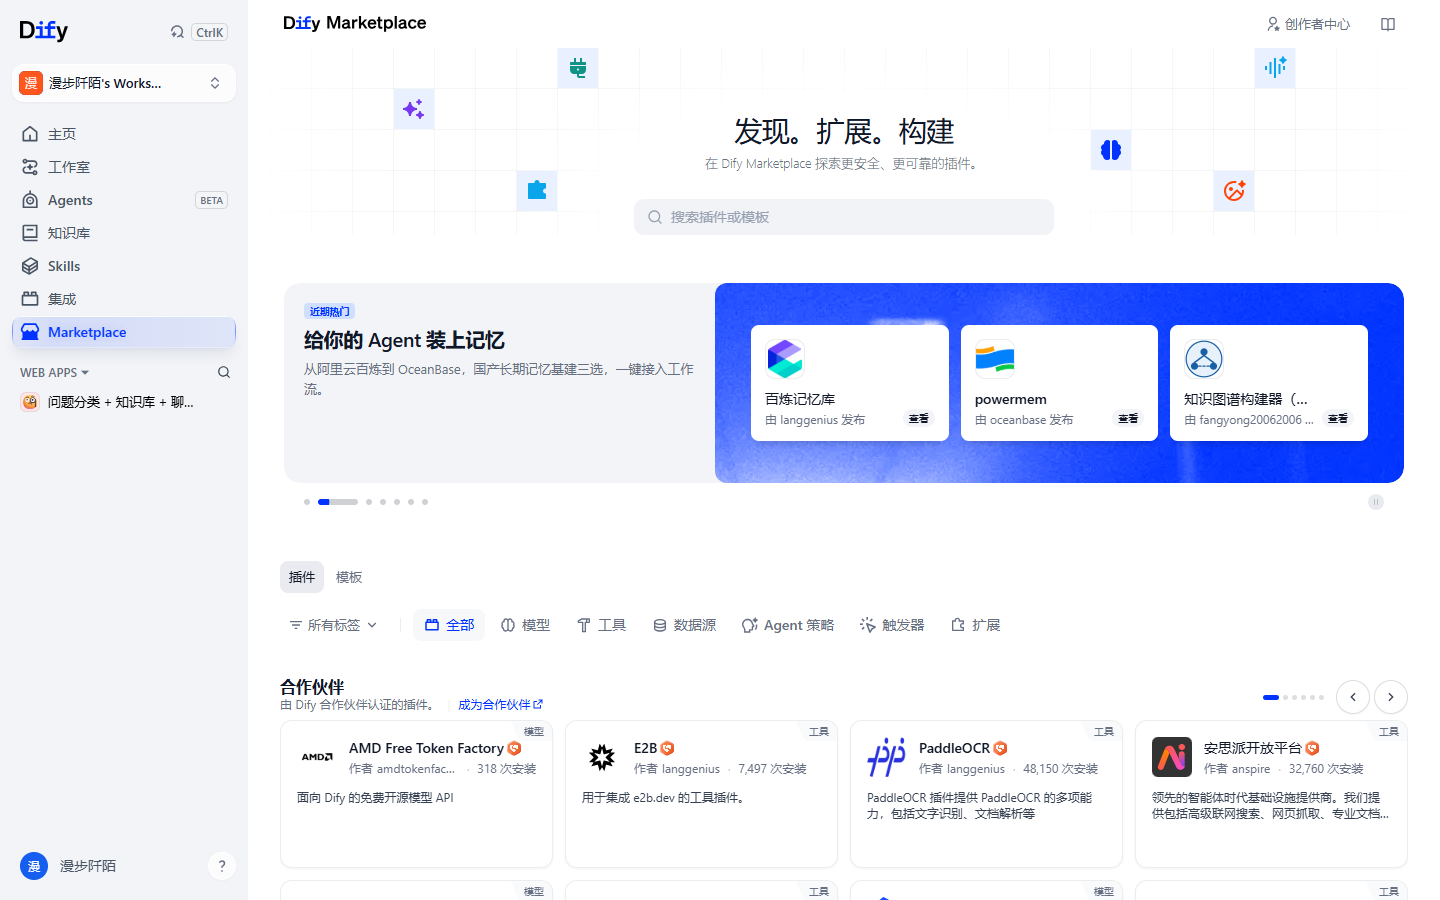 Dify
CtrlK
漫
漫步阡陌's Works...
主页
工作室
Agents
BETA
知识库
Skills
集成
Marketplace
WEB APPS
问题分类 + 知识库 + 聊...
漫
漫步阡陌
?
Dify Marketplace
创作者中心
发现。扩展。构建
在 Dify Marketplace 探索更安全、更可靠的插件。
搜索插件或模板
近期热门
给你的 Agent 装上记忆
从阿里云百炼到 OceanBase，国产长期记忆基建三选，一键接入工作
流。
百炼记忆库
由 langgenius 发布
查看
powermem
由 oceanbase 发布
查看
知识图谱构建器（...
由 fangyong20062006 ...
查看
插件
模板
所有标签
全部
模型
工具
数据源
Agent 策略
触发器
扩展
合作伙伴
由 Dify 合作伙伴认证的插件。
成为合作伙伴
模型
AMD
AMD Free Token Factory
作者 amdtokenfac... · 318 次安装
面向 Dify 的免费开源模型 API
工具
E2B
作者 langgenius · 7,497 次安装
用于集成 e2b.dev 的工具插件。
工具
PaddleOCR
作者 langgenius · 48,150 次安装
PaddleOCR 插件提供 PaddleOCR 的多项能
力，包括文字识别、文档解析等
工具
安思派开放平台
作者 anspire · 32,760 次安装
领先的智能体时代基础设施提供商。我们提
供包括高级联网搜索、网页抓取、专业文档...
模型
工具
模型
工具